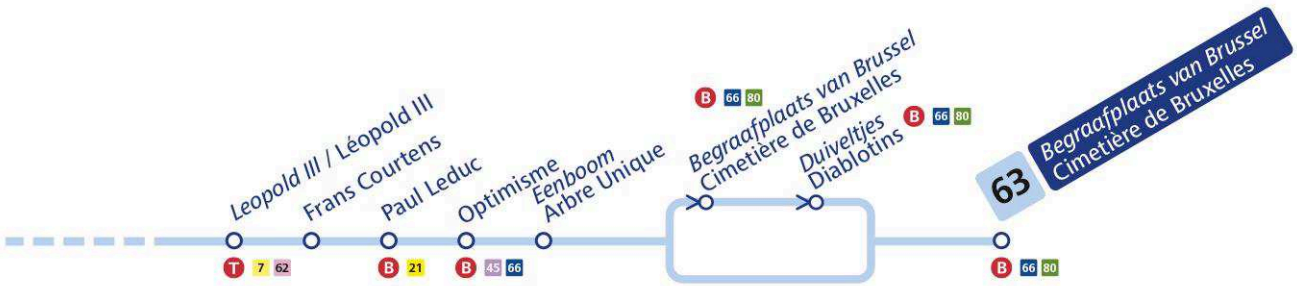 Leopold III / Léopold III
Frans Courtens
Paul Leduc
Optimisme
Eenboom
Arbre Unique
Begraafplaats van Brussel
Cimetière de Bruxelles
B 66 80
Duiveltjes
Diablotins
B 66 80
63
Begraafplaats van Brussel
Cimetière de Bruxelles
T 7 62
B 21
B 45 66
B 66 80